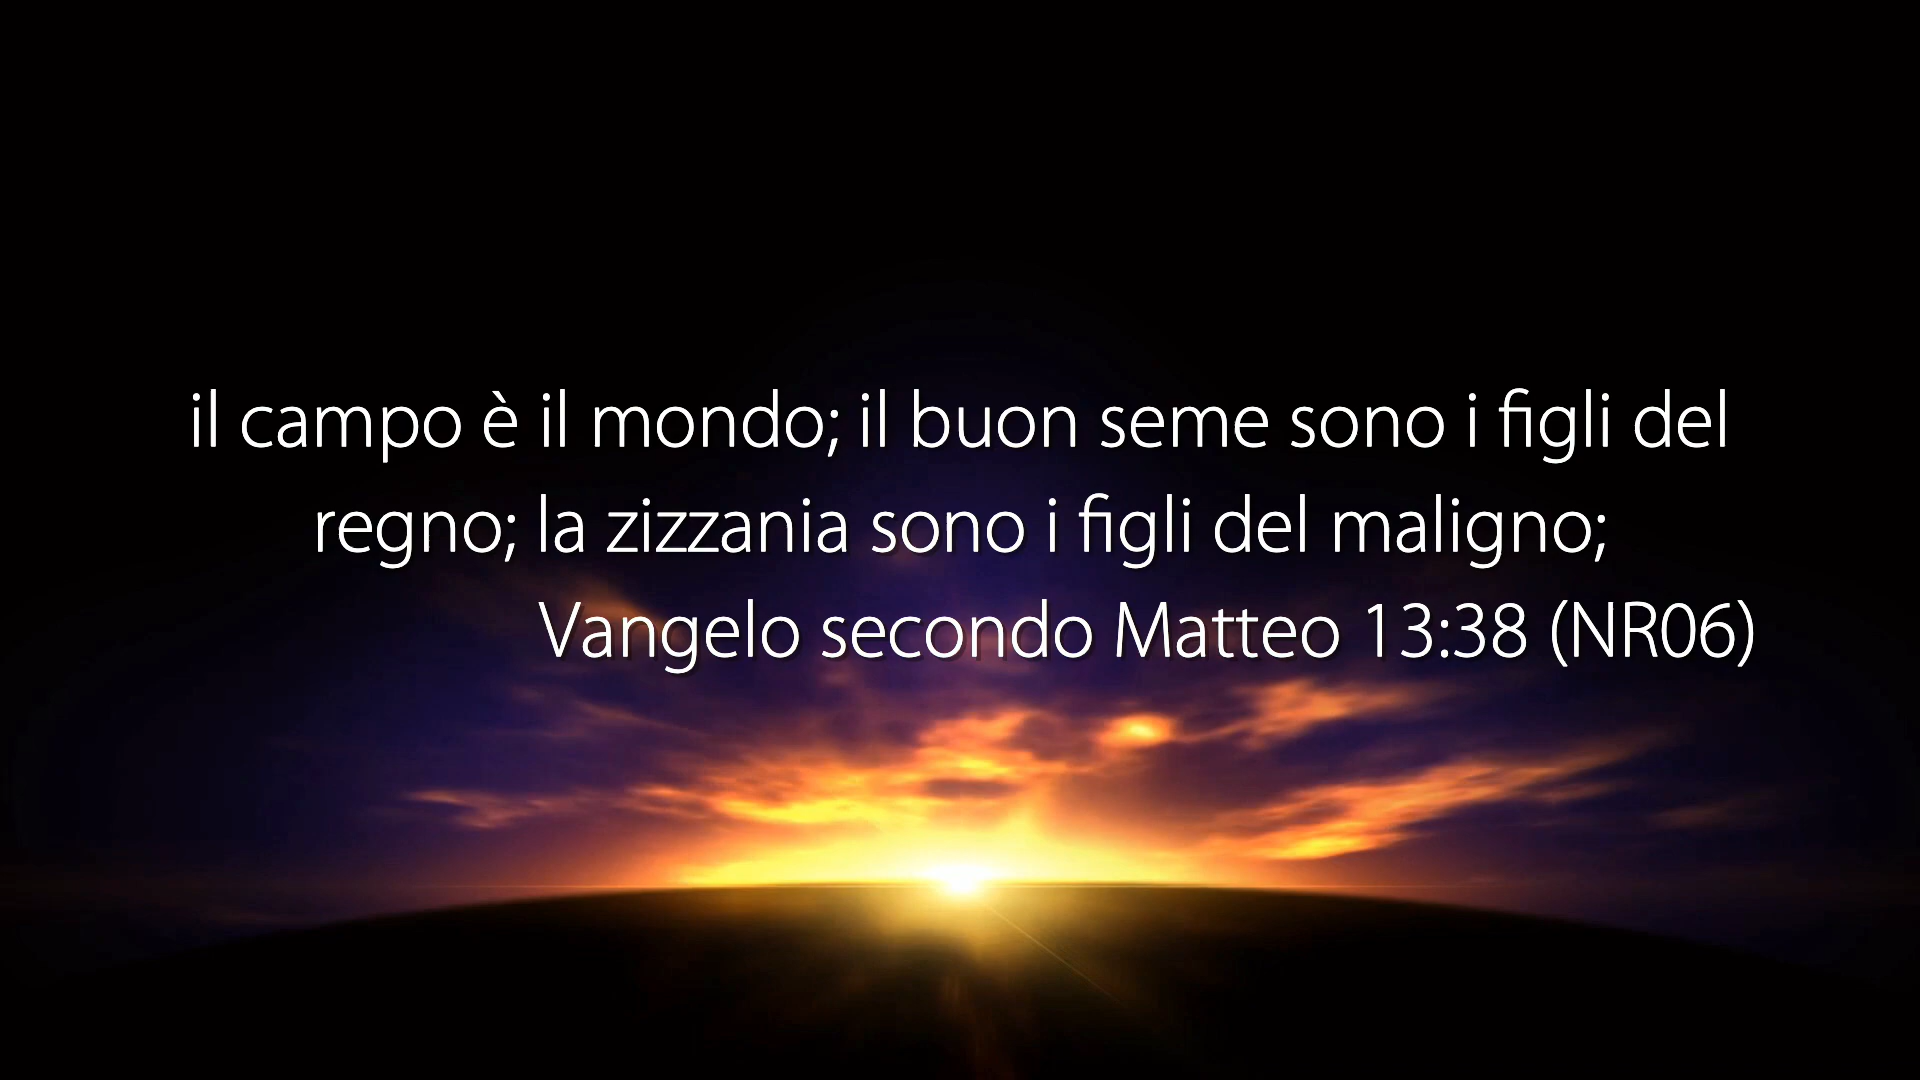 il campo è il mondo; il buon seme sono i figli del
regno; la zizzania sono i figli del maligno;
Vangelo secondo Matteo 13:38 (NR06)